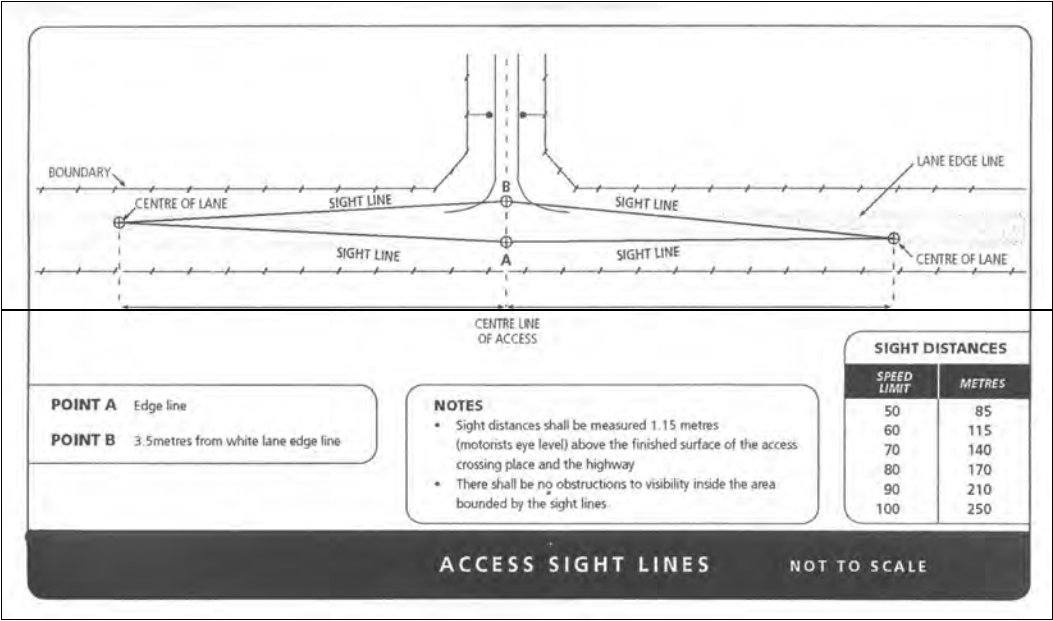 BOUNDARY
CENTRE OF LANE
SIGHT LINE
B
SIGHT LINE
LANE EDGE LINE
SIGHT LINE
A
SIGHT LINE
CENTRE OF LANE
CENTRE LINE
OF ACCESS
POINT A Edge line
POINT B 3.5metres from white lane edge line
NOTES
• Sight distances shall be measured 1.15 metres
(motorists eye level) above the finished surface of the access
crossing place and the highway
• There shall be no obstructions to visibility inside the area
bounded by the sight lines
SIGHT DISTANCES
SPEED
LIMIT METRES
50 85
60 115
70 140
80 170
90 210
100 250
ACCESS SIGHT LINES NOT TO SCALE